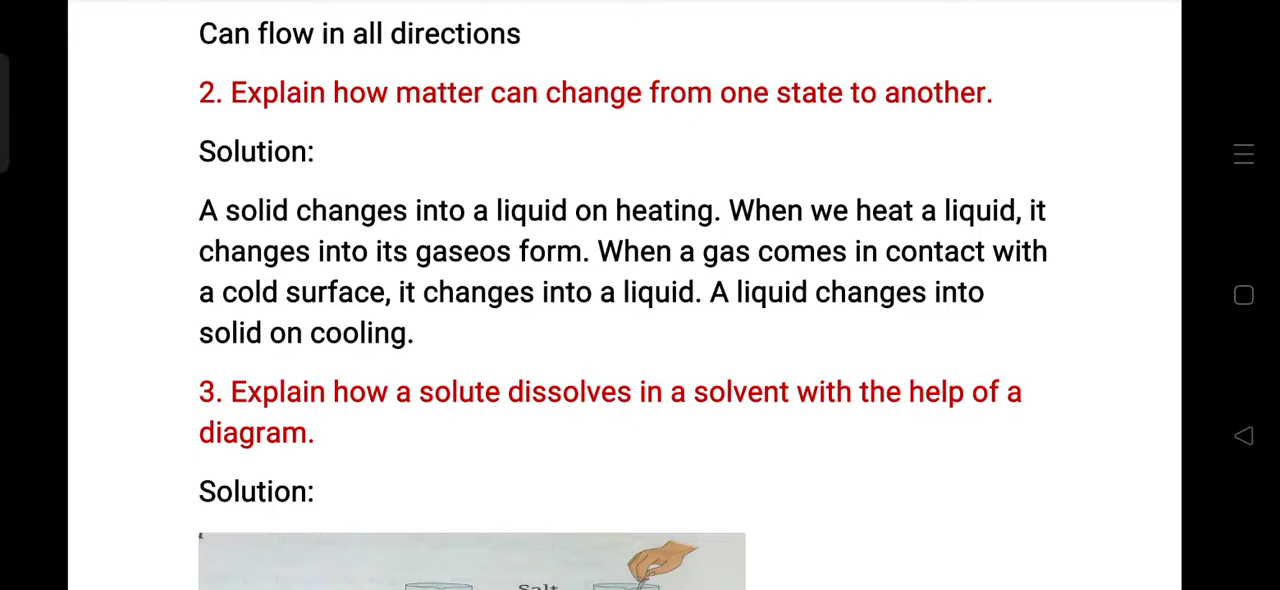 Can flow in all directions
2. Explain how matter can change from one state to another.
Solution:
A solid changes into a liquid on heating. When we heat a liquid, it
changes into its gaseos form. When a gas comes in contact with
a cold surface, it changes into a liquid. A liquid changes into
solid on cooling.
3. Explain how a solute dissolves in a solvent with the help of a
diagram.
Solution:
Salt